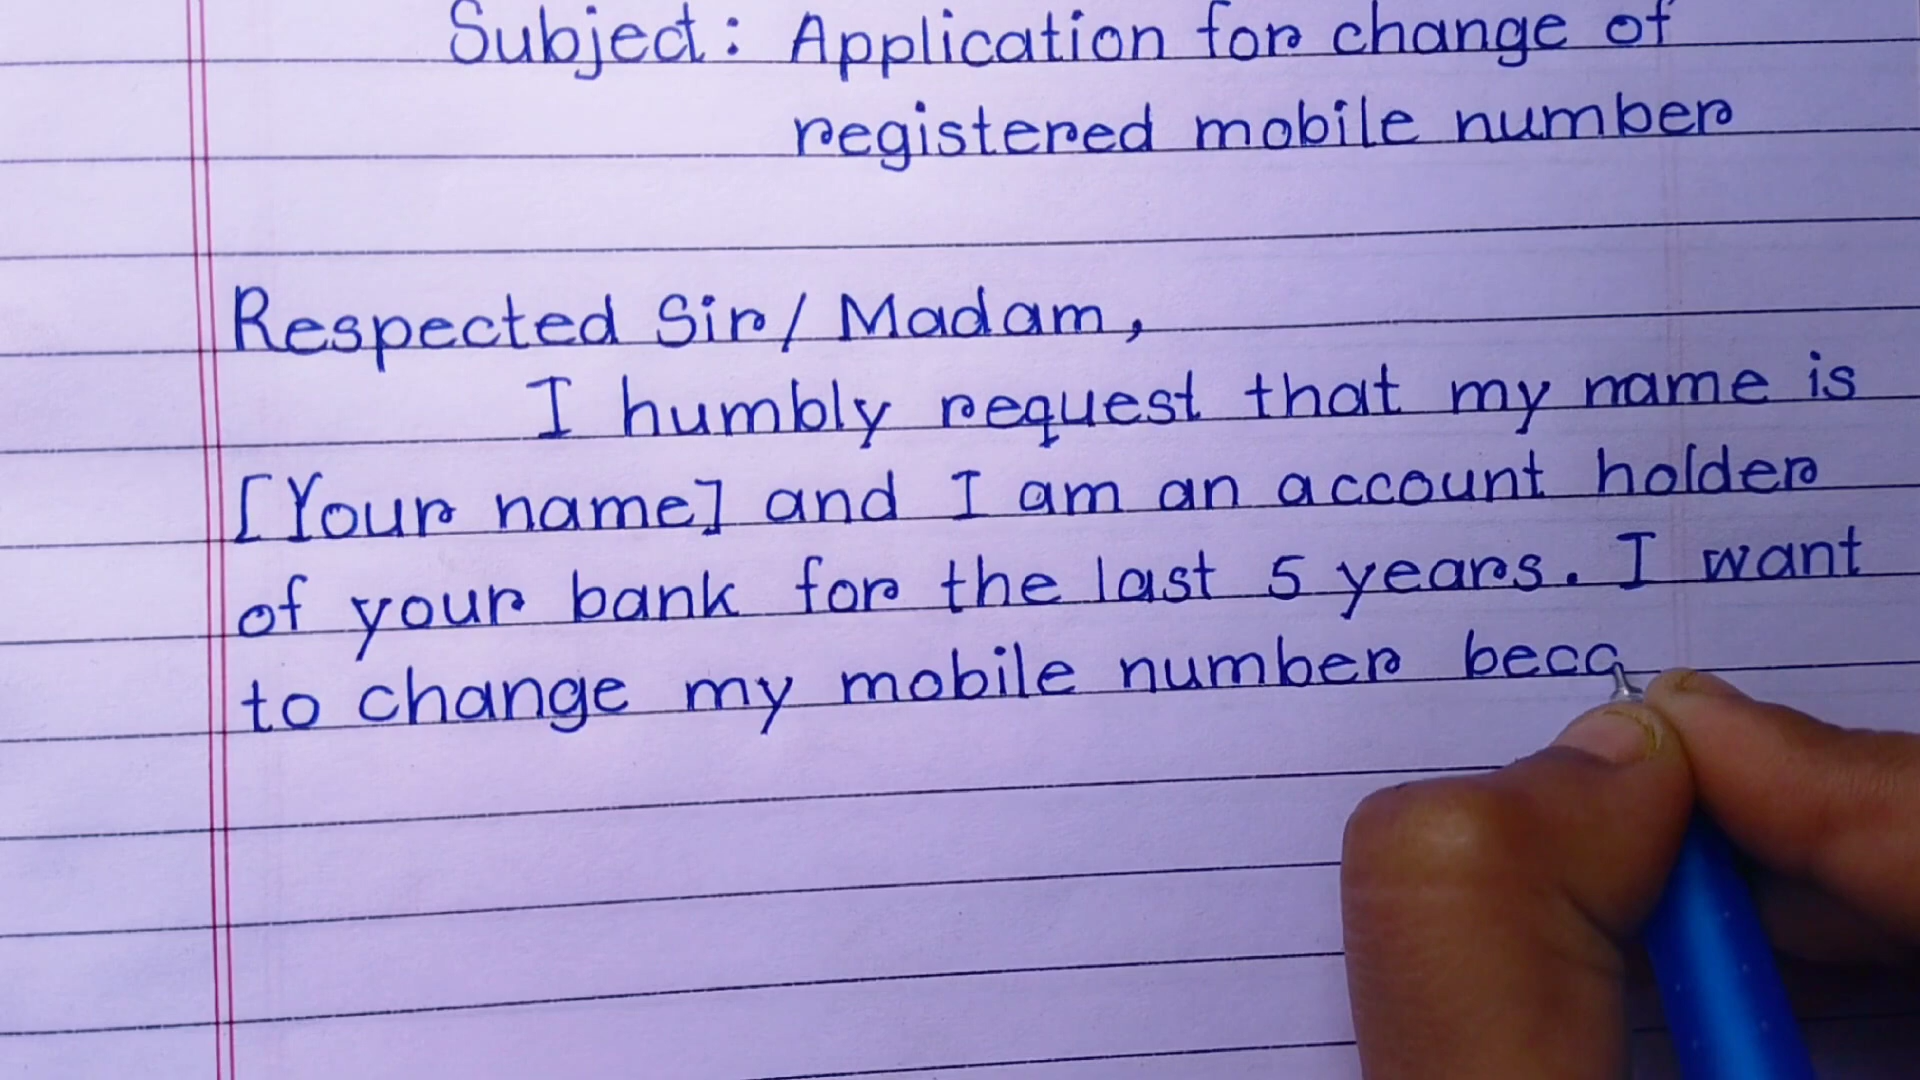 Subject: Application for change of
registered mobile number
Respected Sir/ Madam,
I humbly request that my name is
[Your name] and I am an account holder
of your bank for the last 5 years. I want
to change my mobile number beca